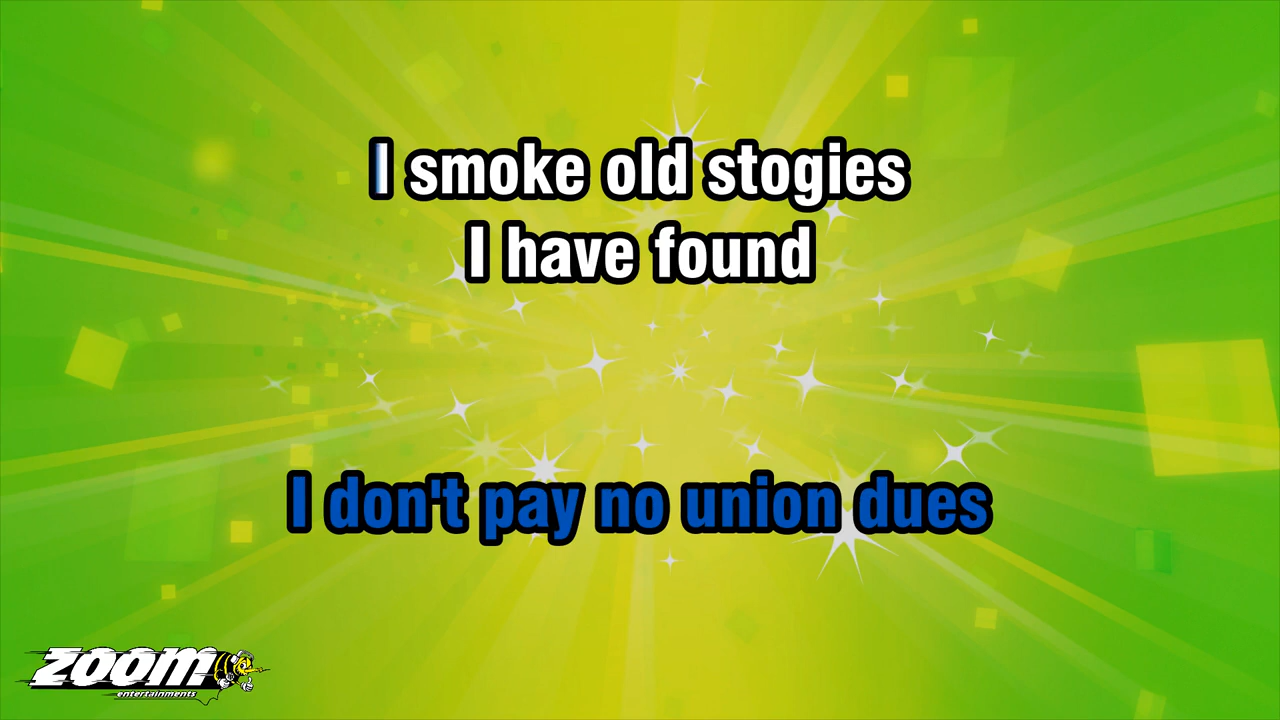 I smoke old stogies
I have found
I don't pay no union dues
ZOOM
entertainments